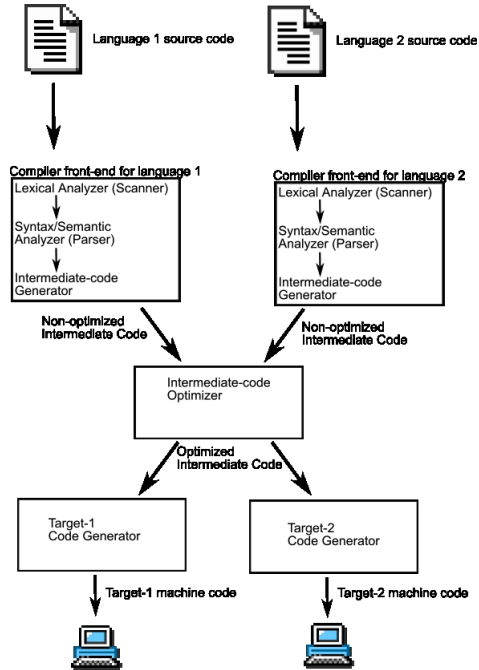 Language 1 source code
Language 2 source code
Compiler front-end for language 1
Lexical Analyzer (Scanner)
Syntax/Semantic
Analyzer (Parser)
Intermediate-code
Generator
Compiler front-end for language 2
Lexical Analyzer (Scanner)
Syntax/Semantic
Analyzer (Parser)
Intermediate-code
Generator
Non-optimized
Intermediate Code
Non-optimized
Intermediate Code
Intermediate-code
Optimizer
Optimized
Intermediate Code
Target-1
Code Generator
Target-2
Code Generator
Target-1 machine code
Target-2 machine code